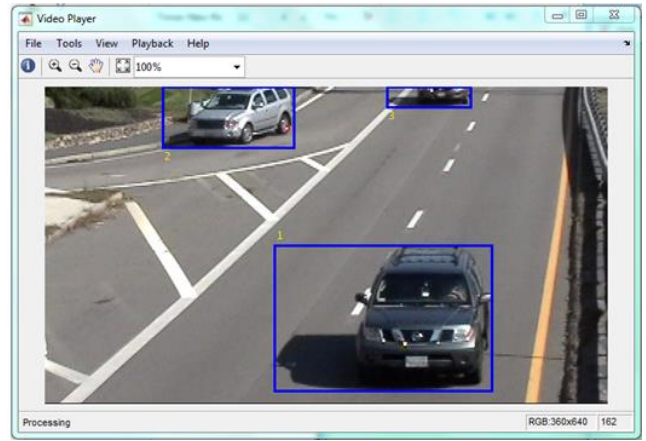 Video Player
File Tools View Playback Help
100%
3
2
1
Processing
RGB:360x640
162